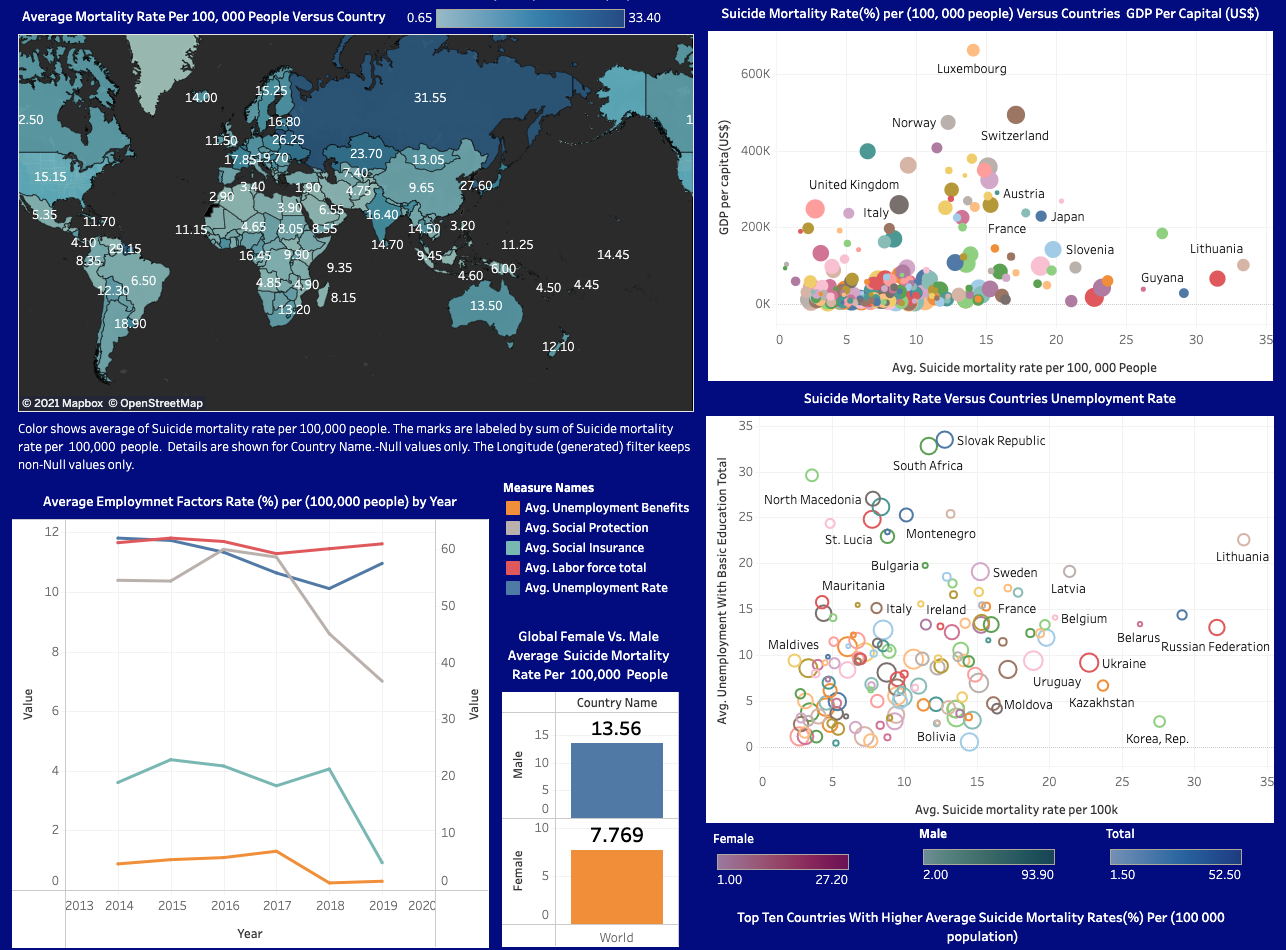 Average Mortality Rate Per 100, 000 People Versus Country
0.65
33.40
14.00
15.25
31.55
2.50
16.80
1
11.50
26.25
17.85
19.70
23.70
13.05
15.15
7.40
3.40
1.90
4.75
9.65
27.60
2.90
5.35
3.90
6.55
16.40
11.70
11.15
4.65
8.05
8.55
14.50
3.20
4.10
29.15
14.70
11.25
8.35
16.45
9.90
9.45
14.45
9.35
4.60
6.00
12.30
6.50
4.85
4.90
4.50
4.45
8.15
18.90
13.20
13.50
12.10
© 2021 Mapbox © OpenStreetMap
Color shows average of Suicide mortality rate per 100,000 people. The marks are labeled by sum of Suicide mortality
rate per 100,000 people. Details are shown for Country Name.-Null values only. The Longitude (generated) filter keeps
non-Null values only.
Average Employmnet Factors Rate (%) per (100,000 people) by Year
12
10
8
6
4
2
0
Value
60
50
40
30
20
10
0
Value
2013
2014
2015
2016
2017
2018
2019
2020
Year
Measure Names
Avg. Unemployment Benefits
Avg. Social Protection
Avg. Social Insurance
Avg. Labor force total
Avg. Unemployment Rate
Global Female Vs. Male
Average Suicide Mortality
Rate Per 100,000 People
Country Name
13.56
Male
15
10
5
0
7.769
Female
10
5
0
World
Suicide Mortality Rate(%) per (100, 000 people) Versus Countries GDP Per Capital (US$)
GDP per capita(US$)
600K
400K
200K
0K
Luxembourg
Norway
Switzerland
United Kingdom
Austria
Italy
Japan
France
Slovenia
Lithuania
Guyana
0
5
10
15
20
25
30
35
Avg. Suicide mortality rate per 100, 000 People
Suicide Mortality Rate Versus Countries Unemployment Rate
Avg. Unemployment With Basic Education Total
35
30
25
20
15
10
5
0
Slovak Republic
South Africa
North Macedonia
St. Lucia
Montenegro
Lithuania
Bulgaria
Sweden
Latvia
Mauritania
Italy
Ireland
France
Belgium
Belarus
Russian Federation
Maldives
Ukraine
Uruguay
Kazakhstan
Moldova
Bolivia
Korea, Rep.
0
5
10
15
20
25
30
35
Avg. Suicide mortality rate per 100k
Female
1.00
27.20
Male
2.00
93.90
Total
1.50
52.50
Top Ten Countries With Higher Average Suicide Mortality Rates(%) Per (100 000
population)